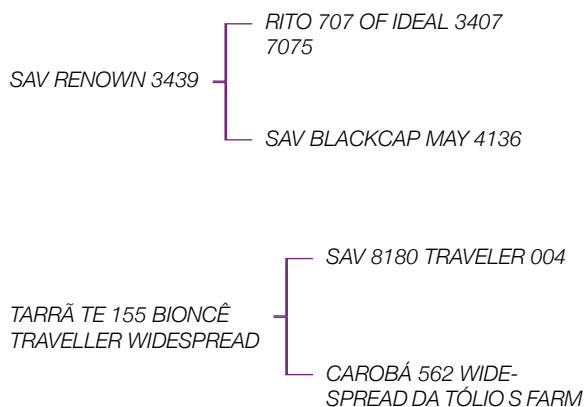 RITO 707 OF IDEAL 3407
7075
SAV RENOWN 3439
SAV BLACKCAP MAY 4136
SAV 8180 TRAVELER 004
TARRÃ TE 155 BIONCÊ
TRAVELLER WIDESPREAD
CAROBÁ 562 WIDE-
SPREAD DA TÓLIO S FARM